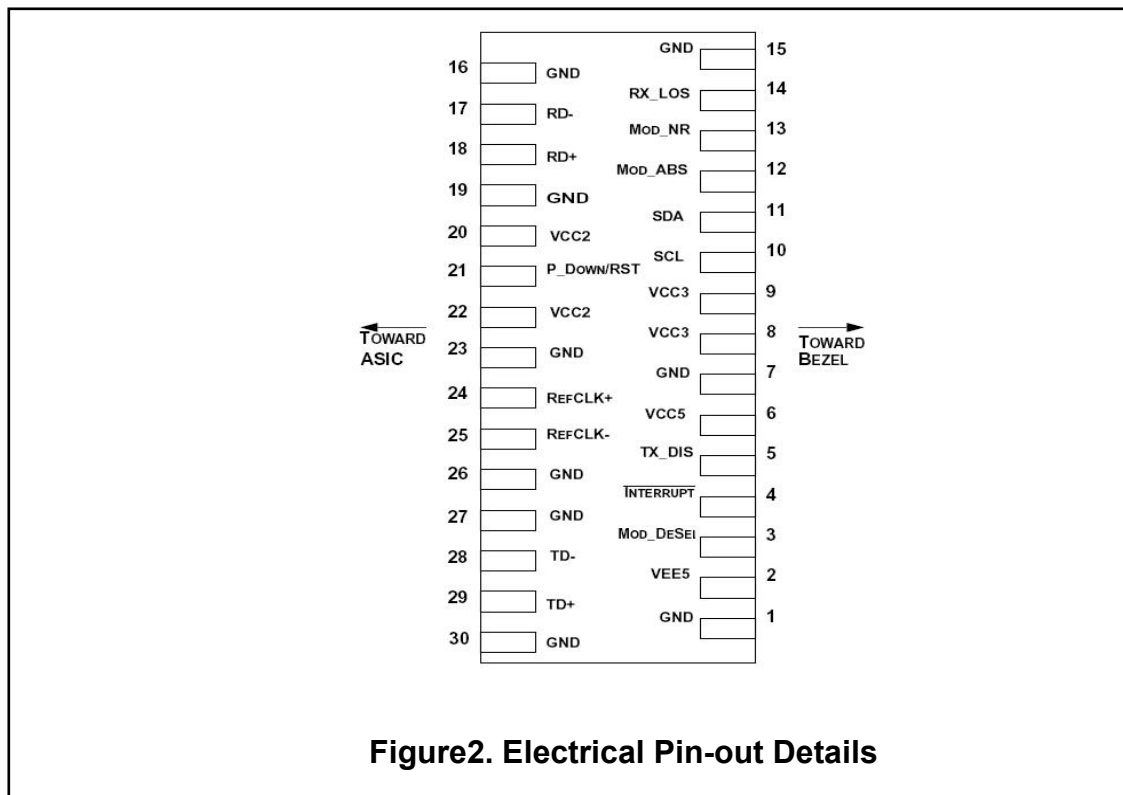 GND 15
16 GND
RX_LOS 14
17 RD-
MOD_NR 13
18 RD+
MOD_ABS 12
19 GND
SDA 11
20 VCC2
SCL 10
21 P_DOWN/RST
VCC3 9
22 VCC2
VCC3 8
TOWARD
ASIC
TOWARD
BEZEL
23 GND
GND 7
24 REFCLK+
VCC5 6
25 REFCLK-
TX_DIS 5
26 GND
INTERRUPT 4
27 GND
MOD_DESEL 3
28 TD-
VEE5 2
29 TD+
GND 1
30 GND
Figure2. Electrical Pin-out Details